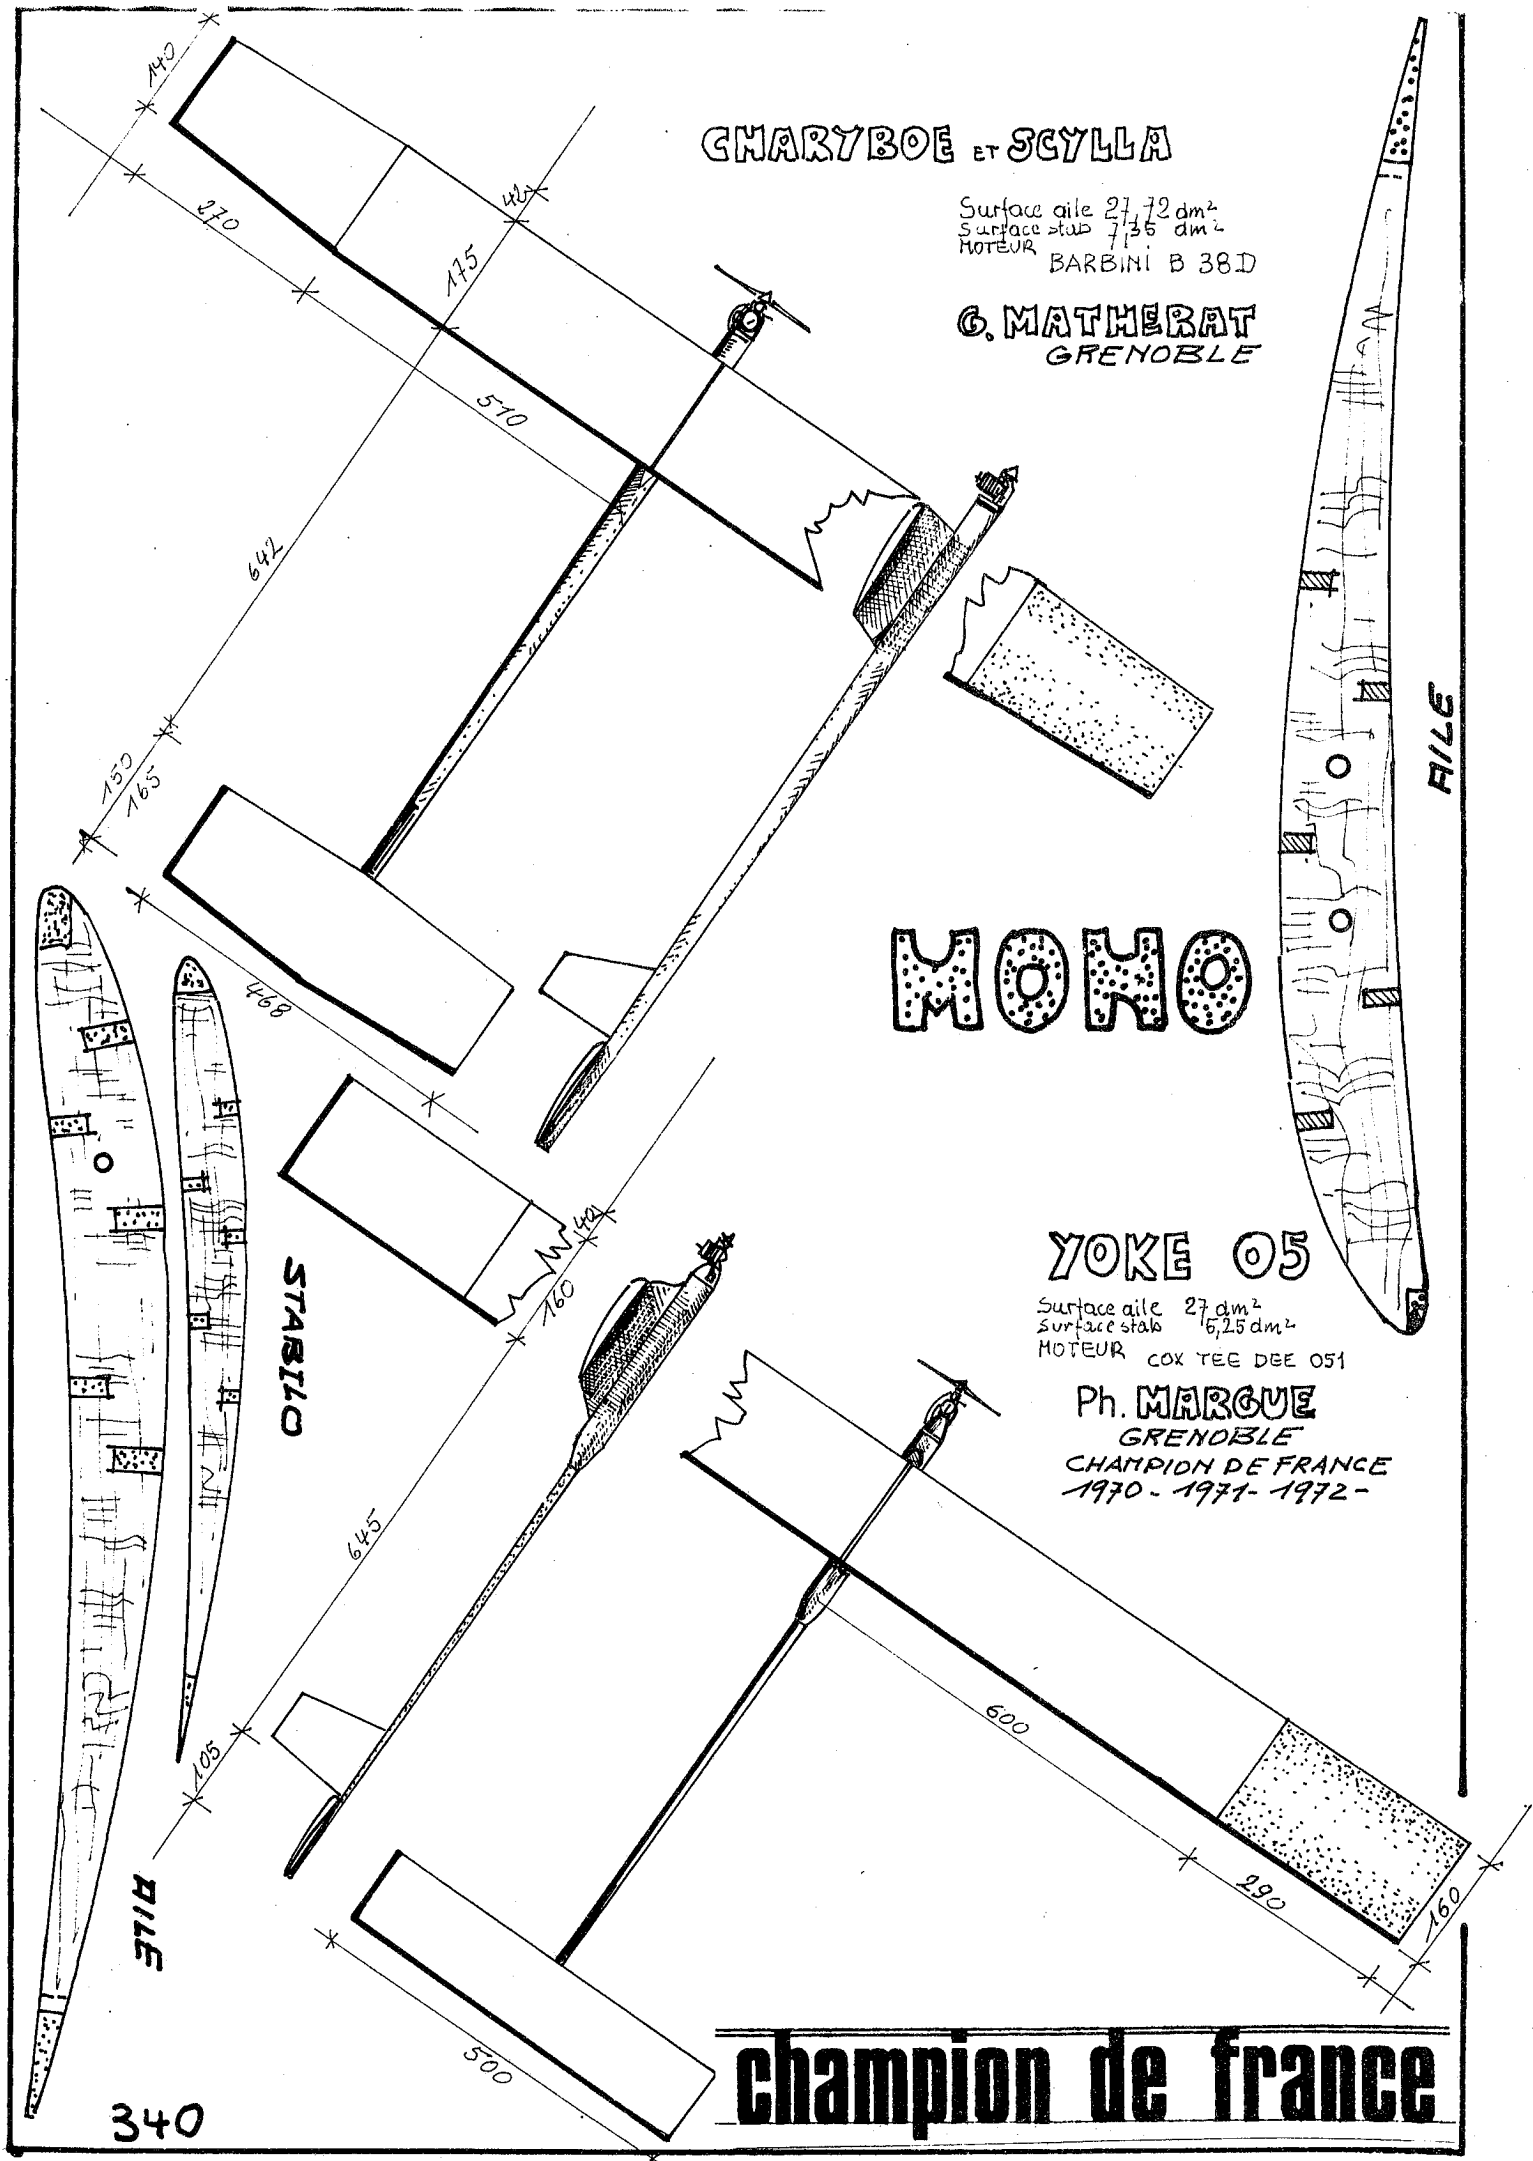 140
270
42
175
510
642
150
165
468
CHARYBOE ET SCYLLA
Surface aile 27,72 dm²
Surface stab 7,35 dm²
MOTEUR
BARBINI B 38D
G. MATHERAT
GRENOBLE
AILE
MOHO
STABILO
40
160
645
105
AILE
YOKE 05
Surface aile 27 dm²
Surface stab 5,25 dm²
MOTEUR COX TEE DEE 051
Ph. MARGUE
GRENOBLE
CHAMPION DE FRANCE
1970 - 1971 - 1972 -
600
290
160
500
champion de france
340